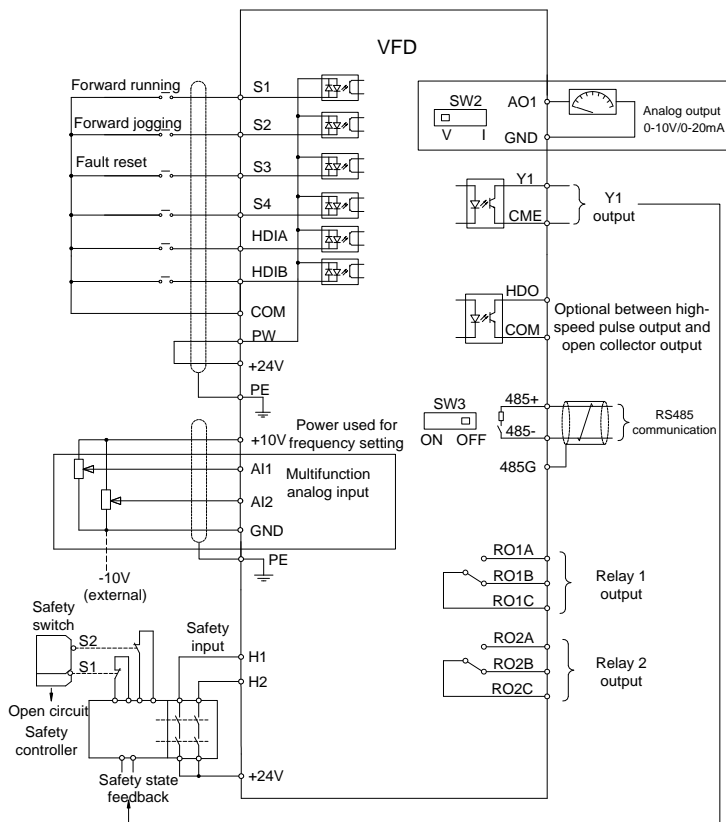 VFD
Forward running
S1
Forward jogging
S2
Fault reset
S3
S4
HDIA
HDIB
COM
PW
+24V
PE
SW2
V I
AO1
GND
Analog output
0-10V/0-20mA
Y1
CME
Y1
output
HDO
COM
Optional between high-
speed pulse output and
open collector output
SW3
ON OFF
485+
485-
485G
RS485
communication
Power used for
frequency setting
+10V
AI1
AI2
GND
Multifunction
analog input
PE
-10V
(external)
RO1A
RO1B
RO1C
Relay 1
output
RO2A
RO2B
RO2C
Relay 2
output
Safety
switch
S2
S1
Open circuit
Safety
controller
Safety
input
H1
H2
+24V
Safety state
feedback